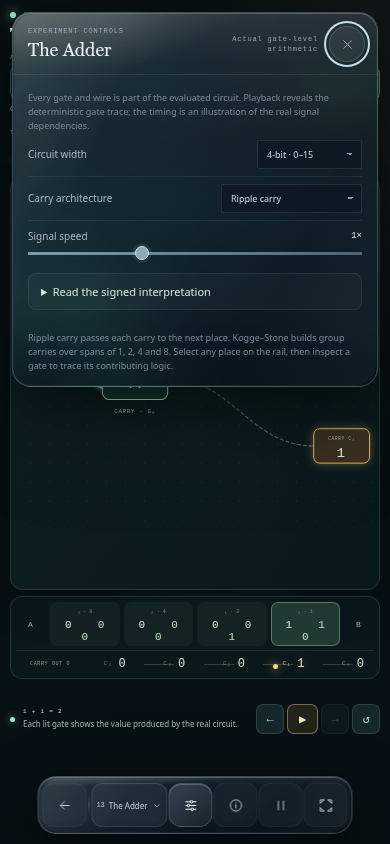 EXPERIMENT CONTROLS
The Adder
Actual gate-level
arithmetic
Every gate and wire is part of the evaluated circuit. Playback reveals the
deterministic gate trace; the timing is an illustration of the real signal
dependencies.
Circuit width
4-bit · 0–15
Carry architecture
Ripple carry
Signal speed
1×
▶ Read the signed interpretation
Ripple carry passes each carry to the next place. Kogge–Stone builds group
carries over spans of 1, 2, 4 and 8. Select any place on the rail, then inspect a
gate to trace its contributing logic.
CARRY · G₀
CARRY C₁
1
A
0 0
0
0 0
0
0 0
1
1 1
0
B
CARRY OUT 0
0
0
0
1
0
1 + 1 = 2
Each lit gate shows the value produced by the real circuit.
13 The Adder